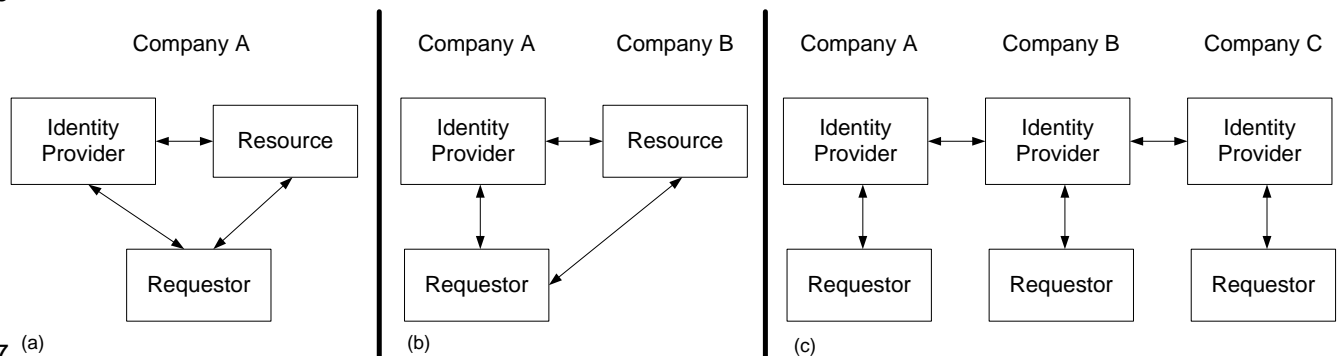 Company A
Identity
Provider
Resource
Requestor
(a)
Company A
Company B
Identity
Provider
Resource
Requestor
(b)
Company A
Company B
Company C
Identity
Provider
Identity
Provider
Identity
Provider
Requestor
Requestor
Requestor
(c)